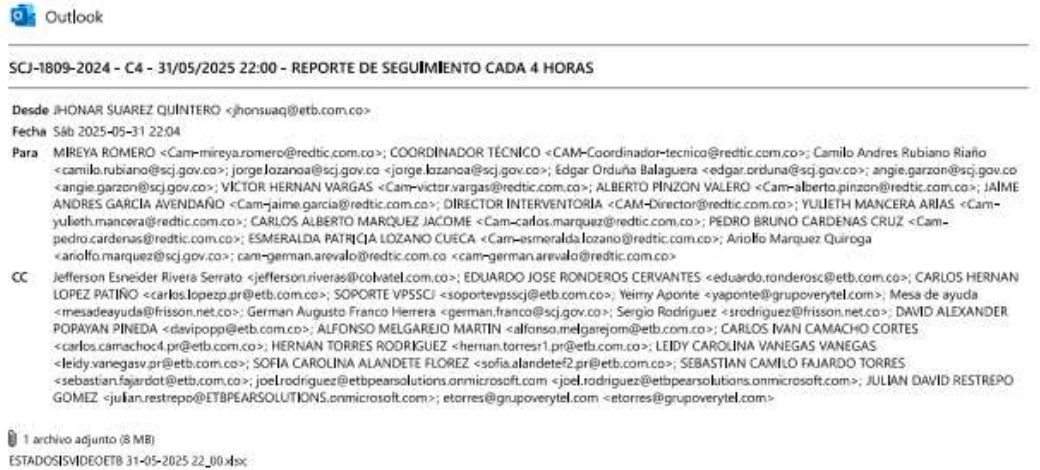 Outlook
SCJ-1809-2024 - C4 - 31/05/2025 22:00 - REPORTE DE SEGUIMIENTO CADA 4 HORAS
Desde JHONAR SUAREZ QUINTERO <jhonsuaq@etb.com.co>
Fecha Sáb 2025-05-31 22:04
Para MIREYA ROMERO <Cam-mireya.romero@redtic.com.co>; COORDINADOR TÉCNICO <CAM-Coordinador-tecnico@redtic.com.co>; Camilo Andres Rubiano Riaño
<camilo.rubiano@scj.gov.co>; jorge.lozanoa@scj.gov.co <jorge.lozanoa@scj.gov.co>; Edgar Orduña Balaguera <edgar.orduna@scj.gov.co>; angie.garzon@scj.gov.co
<angie.garzon@scj.gov.co>; VICTOR HERNAN VARGAS <Cam-victor.vargas@redtic.com.co>; ALBERTO PINZON VALERO <Cam-alberto.pinzon@redtic.com.co>; JAIME
ANDRES GARCÍA AVENDAÑO <Cam-jaime.garcia@redtic.com.co>; DIRECTOR INTERVENTORÍA <CAM-Director@redtic.com.co>; YULIETH MANCERA ARIAS <Cam-
yulieth.mancera@redtic.com.co>; CARLOS ALBERTO MARQUEZ JACOME <Cam-carlos.marquez@redtic.com.co>; PEDRO BRUNO CARDENAS CRUZ <Cam-
pedro.cardenas@redtic.com.co>; ESMERALDA PATRICIA LOZANO CUECA <Cam-esmeralda.lozano@redtic.com.co>; Ariolfo Marquez Quiroga
<ariolfo.marquez@scj.gov.co>; cam-german.arevalo@redtic.com.co <cam-german.arevalo@redtic.com.co>
CC Jefferson Esneider Rivera Serrato <jefferson.riveras@colvatel.com.co>; EDUARDO JOSE RONDEROS CERVANTES <eduardo.ronderosc@etb.com.co>; CARLOS HERNAN
LOPEZ PATIÑO <carlos.lopezp.pr@etb.com.co>; SOPORTE VPSSCJ <soportevpsscj@etb.com.co>; Yeimy Aponte <yaponte@grupoverytel.com>; Mesa de ayuda
<mesadeayuda@frisson.net.co>; German Augusto Franco Herrera <german.franco@scj.gov.co>; Sergio Rodriguez <srodriguez@frisson.net.co>; DAVID ALEXANDER
POPAYAN PINEDA <davipopp@etb.com.co>; ALFONSO MELGAREJO MARTIN <alfonso.melgarejom@etb.com.co>; CARLOS IVAN CAMACHO CORTES
<carlos.camachoc4.pr@etb.com.co>; HERNAN TORRES RODRIGUEZ <hernan.torresr1.pr@etb.com.co>; LEIDY CAROLINA VANEGAS VANEGAS
<leidy.vanegasv.pr@etb.com.co>; SOFIA CAROLINA ALANDETE FLOREZ <sofia.alandetef2.pr@etb.com.co>; SEBASTIAN CAMILO FAJARDO TORRES
<sebastian.fajardot@etb.com.co>; joel.rodriguez@etbpearsolutions.onmicrosoft.com <joel.rodriguez@etbpearsolutions.onmicrosoft.com>; JULIAN DAVID RESTREPO
GOMEZ <julian.restrepo@ETBPEARSOLUTIONS.onmicrosoft.com>; etorres@grupoverytel.com <etorres@grupoverytel.com>
1 archivo adjunto (8 MB)
ESTADOSISVIDEOETB 31-05-2025 22_00.xlsx;